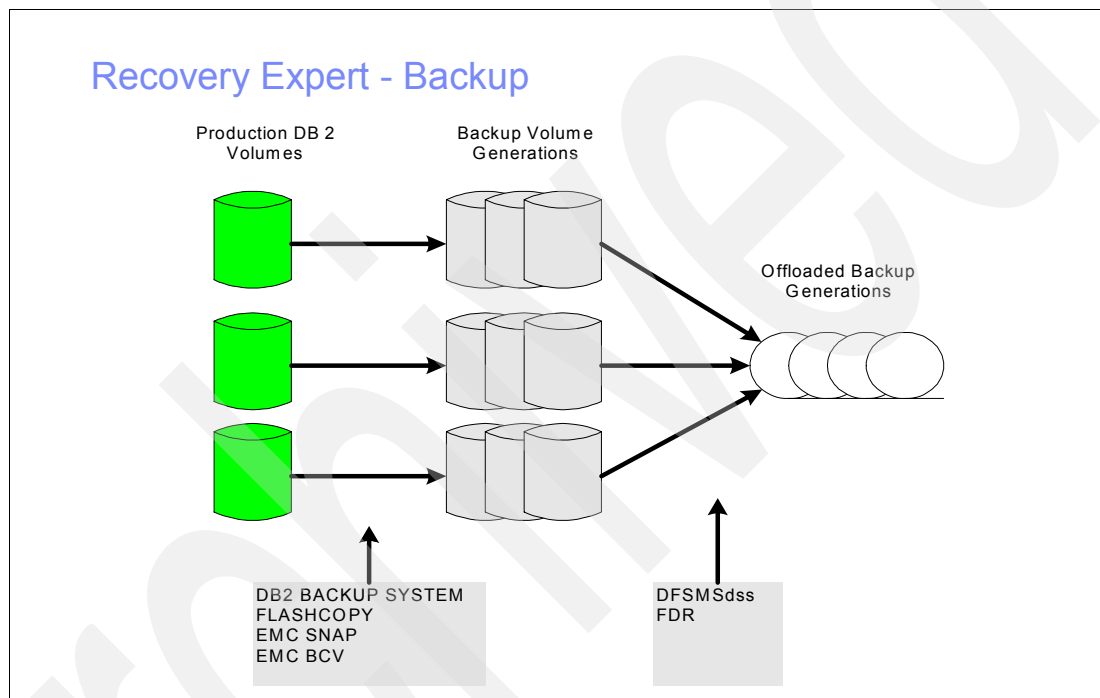 Recovery Expert - Backup
Production DB 2
Volumes
Backup Volume
Generations
Offloaded Backup
Generations
DB2 BACKUP SYSTEM
FLASHCOPY
EMC SNAP
EMC BCV
DFSMSdss
FDR